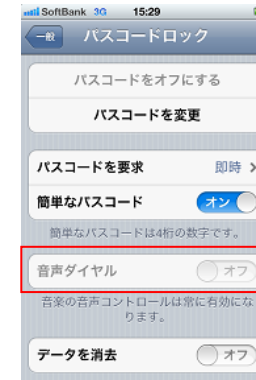 SoftBank 3G 15:29
一般 パスコードロック
パスコードをオフにする
パスコードを変更
パスコードを要求 即時
簡単なパスコード オン
簡単なパスコードは4桁の数字です。
音声ダイヤル オフ
音楽の音声コントロールは常に有効にな
ります。
データを消去 オフ